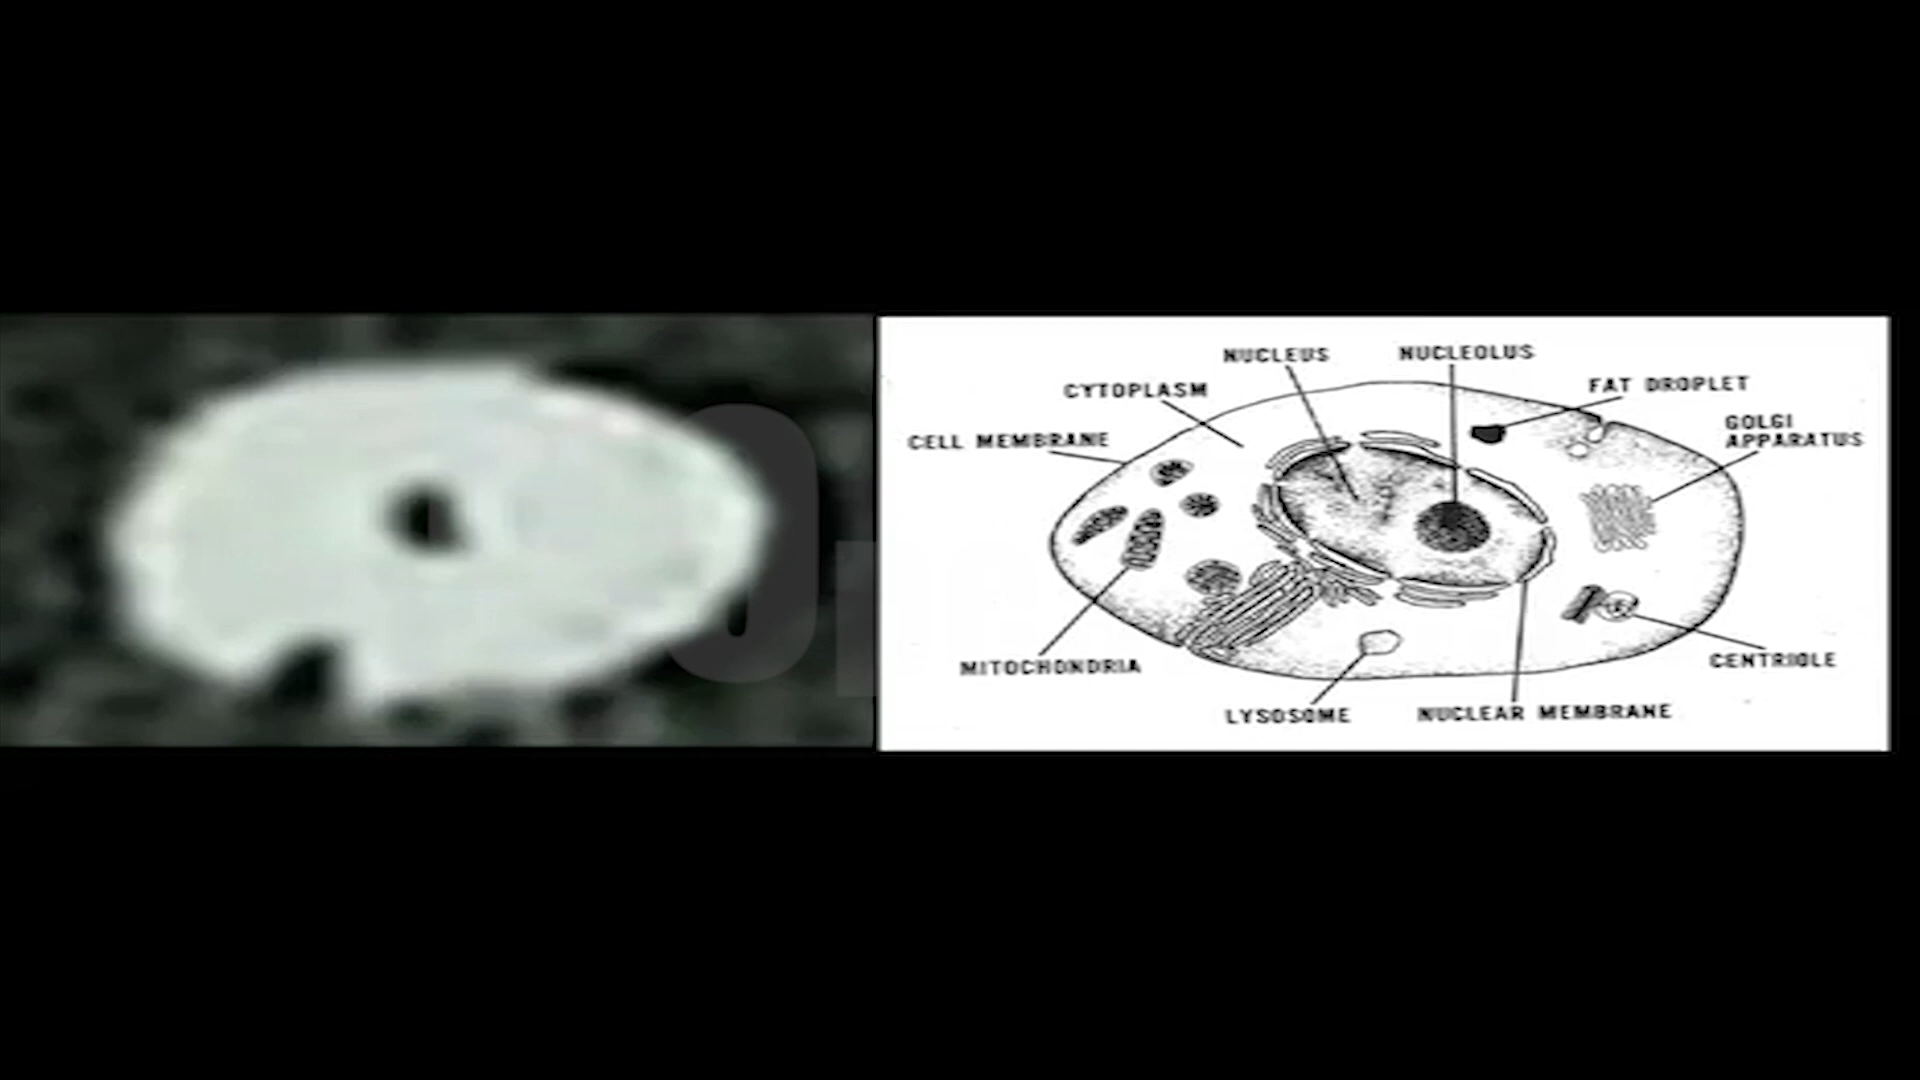 NUCLEUS
NUCLEOLUS
CYTOPLASM
FAT DROPLET
CELL MEMBRANE
GOLGI
APPARATUS
MITOCHONDRIA
CENTRIOLE
LYSOSOME
NUCLEAR MEMBRANE